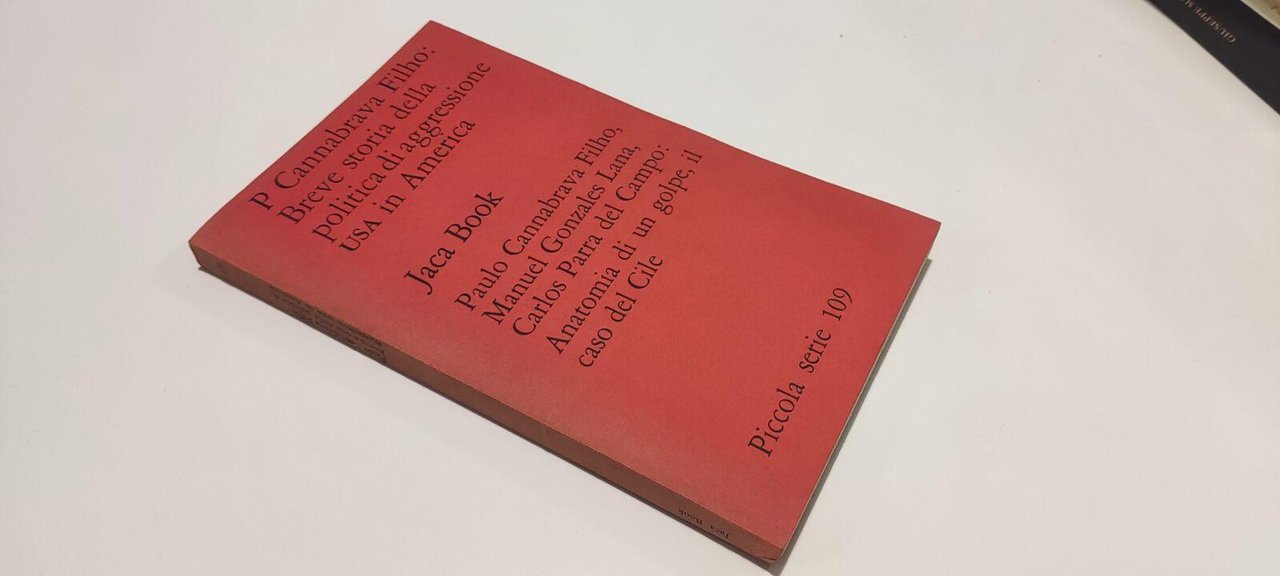 P Cannabrava Filho:
Breve storia della
politica di aggressione
USA in America
Jaca Book
Paulo Cannabrava Filho,
Manuel Gonzales Lana,
Carlos Parra del Campo:
Anatomia di un golpe, il
caso del Cile
Piccola serie 109
Jaca Book
GIUSEPPE